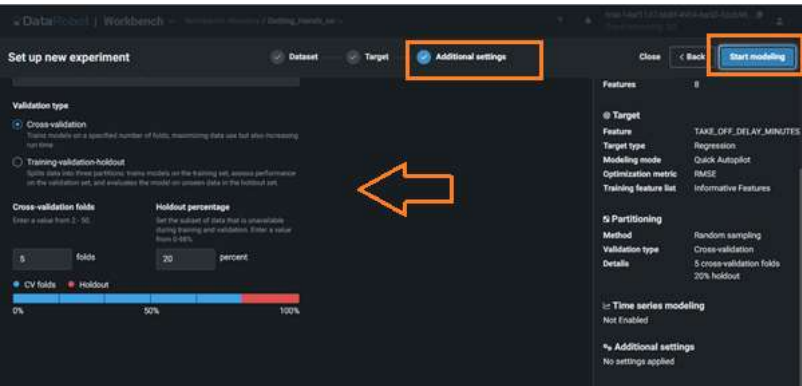 DataRobot | Workbench
Set up new experiment
Dataset
Target
Additional settings
Close
< Back
Start modeling
Features 8
Validation type
Cross-validation
Trains models on a specified number of folds, maximizing data use but also increasing
run time.
Training-validation-holdout
Splits data into three partitions: trains models on the training set, assess performance
on the validation set, and evaluates the model on unseen data in the holdout set.
Cross-validation folds
Enter a value from 2 - 50.
Holdout percentage
Set the subset of data that is unavailable
during training and validation. Enter a value
from 0-98%.
5 folds
20 percent
CV folds
Holdout
0% 50% 100%
Target
Feature TAKE_OFF_DELAY_MINUTES
Target type Regression
Modeling mode Quick Autopilot
Optimization metric RMSE
Training feature list Informative Features
Partitioning
Method Random sampling
Validation type Cross-validation
Details 5 cross-validation folds
20% holdout
Time series modeling
Not Enabled
Additional settings
No settings applied